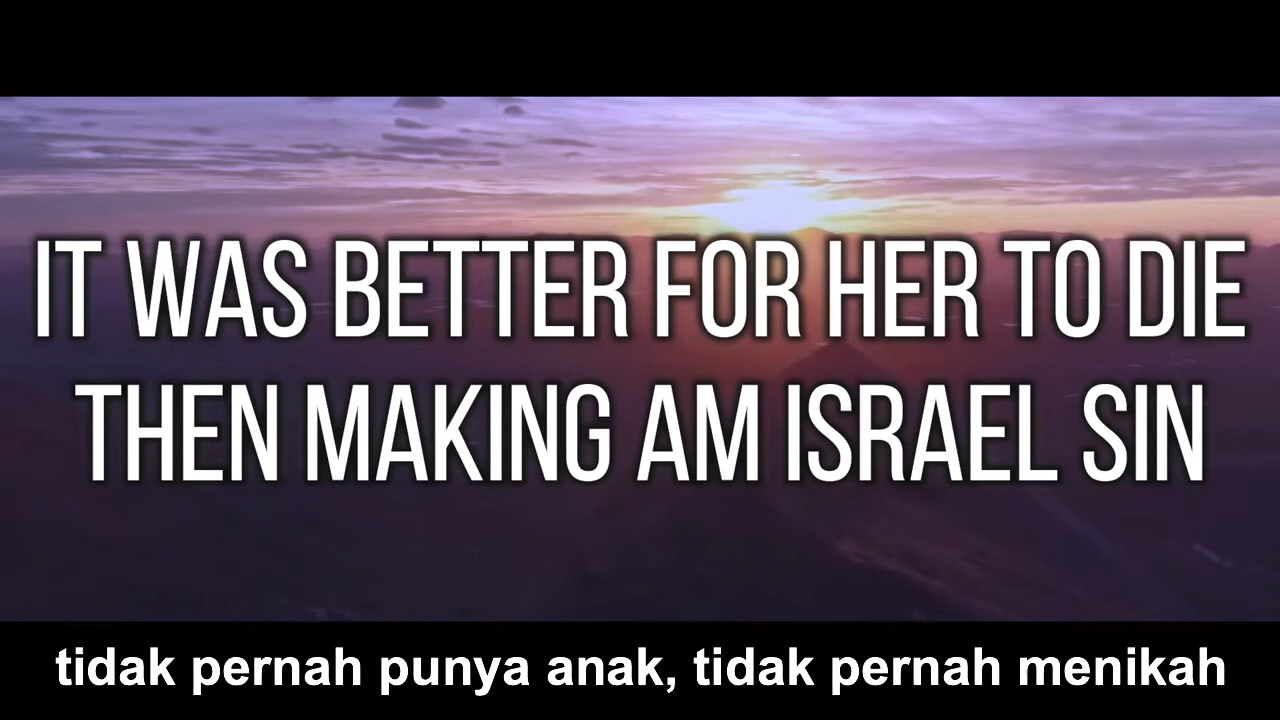 IT WAS BETTER FOR HER TO DIE
THEN MAKING AM ISRAEL SIN
tidak pernah punya anak, tidak pernah menikah